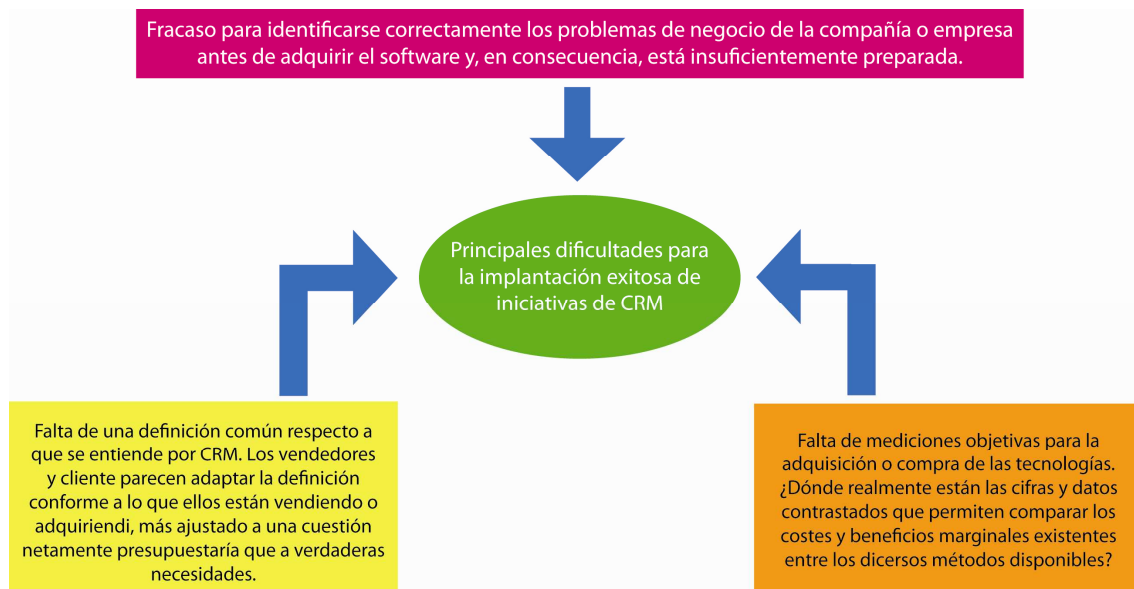 Fracaso para identificarse correctamente los problemas de negocio de la compañía o empresa
antes de adquirir el software y, en consecuencia, está insuficientemente preparada.
Principales dificultades para
la implantación exitosa de
iniciativas de CRM
Falta de una definición común respecto a
que se entiende por CRM. Los vendedores
y cliente parecen adaptar la definición
conforme a lo que ellos están vendiendo o
adquiriendi, más ajustado a una cuestión
netamente presupuestaría que a verdaderas
necesidades.
Falta de mediciones objetivas para la
adquisición o compra de las tecnologías.
¿Dónde realmente están las cifras y datos
contrastados que permiten comparar los
costes y beneficios marginales existentes
entre los dicersos métodos disponibles?